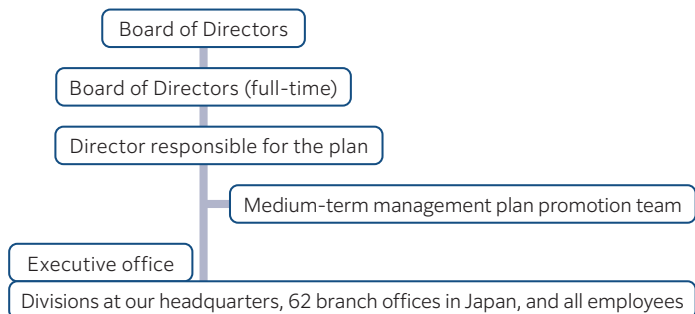 Board of Directors
Board of Directors (full-time)
Director responsible for the plan
Medium-term management plan promotion team
Executive office
Divisions at our headquarters, 62 branch offices in Japan, and all employees